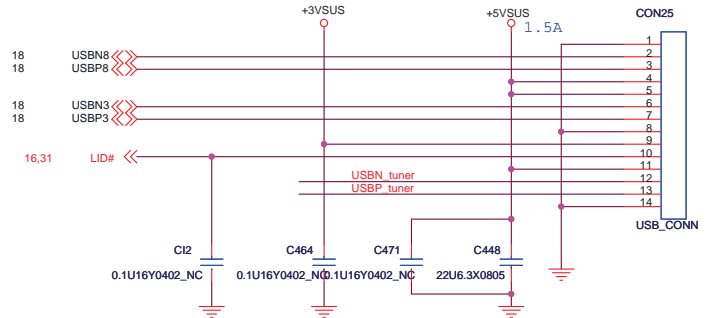 +3VSUS
+5VSUS
1.5A
CON25
1
18 USBN8
2
18 USBP8
3
4
5
18 USBN3
6
18 USBP3
7
8
9
16,31 LID#
10
11
USBN_tuner
12
USBP_tuner
13
14
USB_CONN
CI2
C464
C471
C448
0.1U16Y0402_NC
0.1U16Y0402_NC
0.1U16Y0402_NC
22U6.3X0805